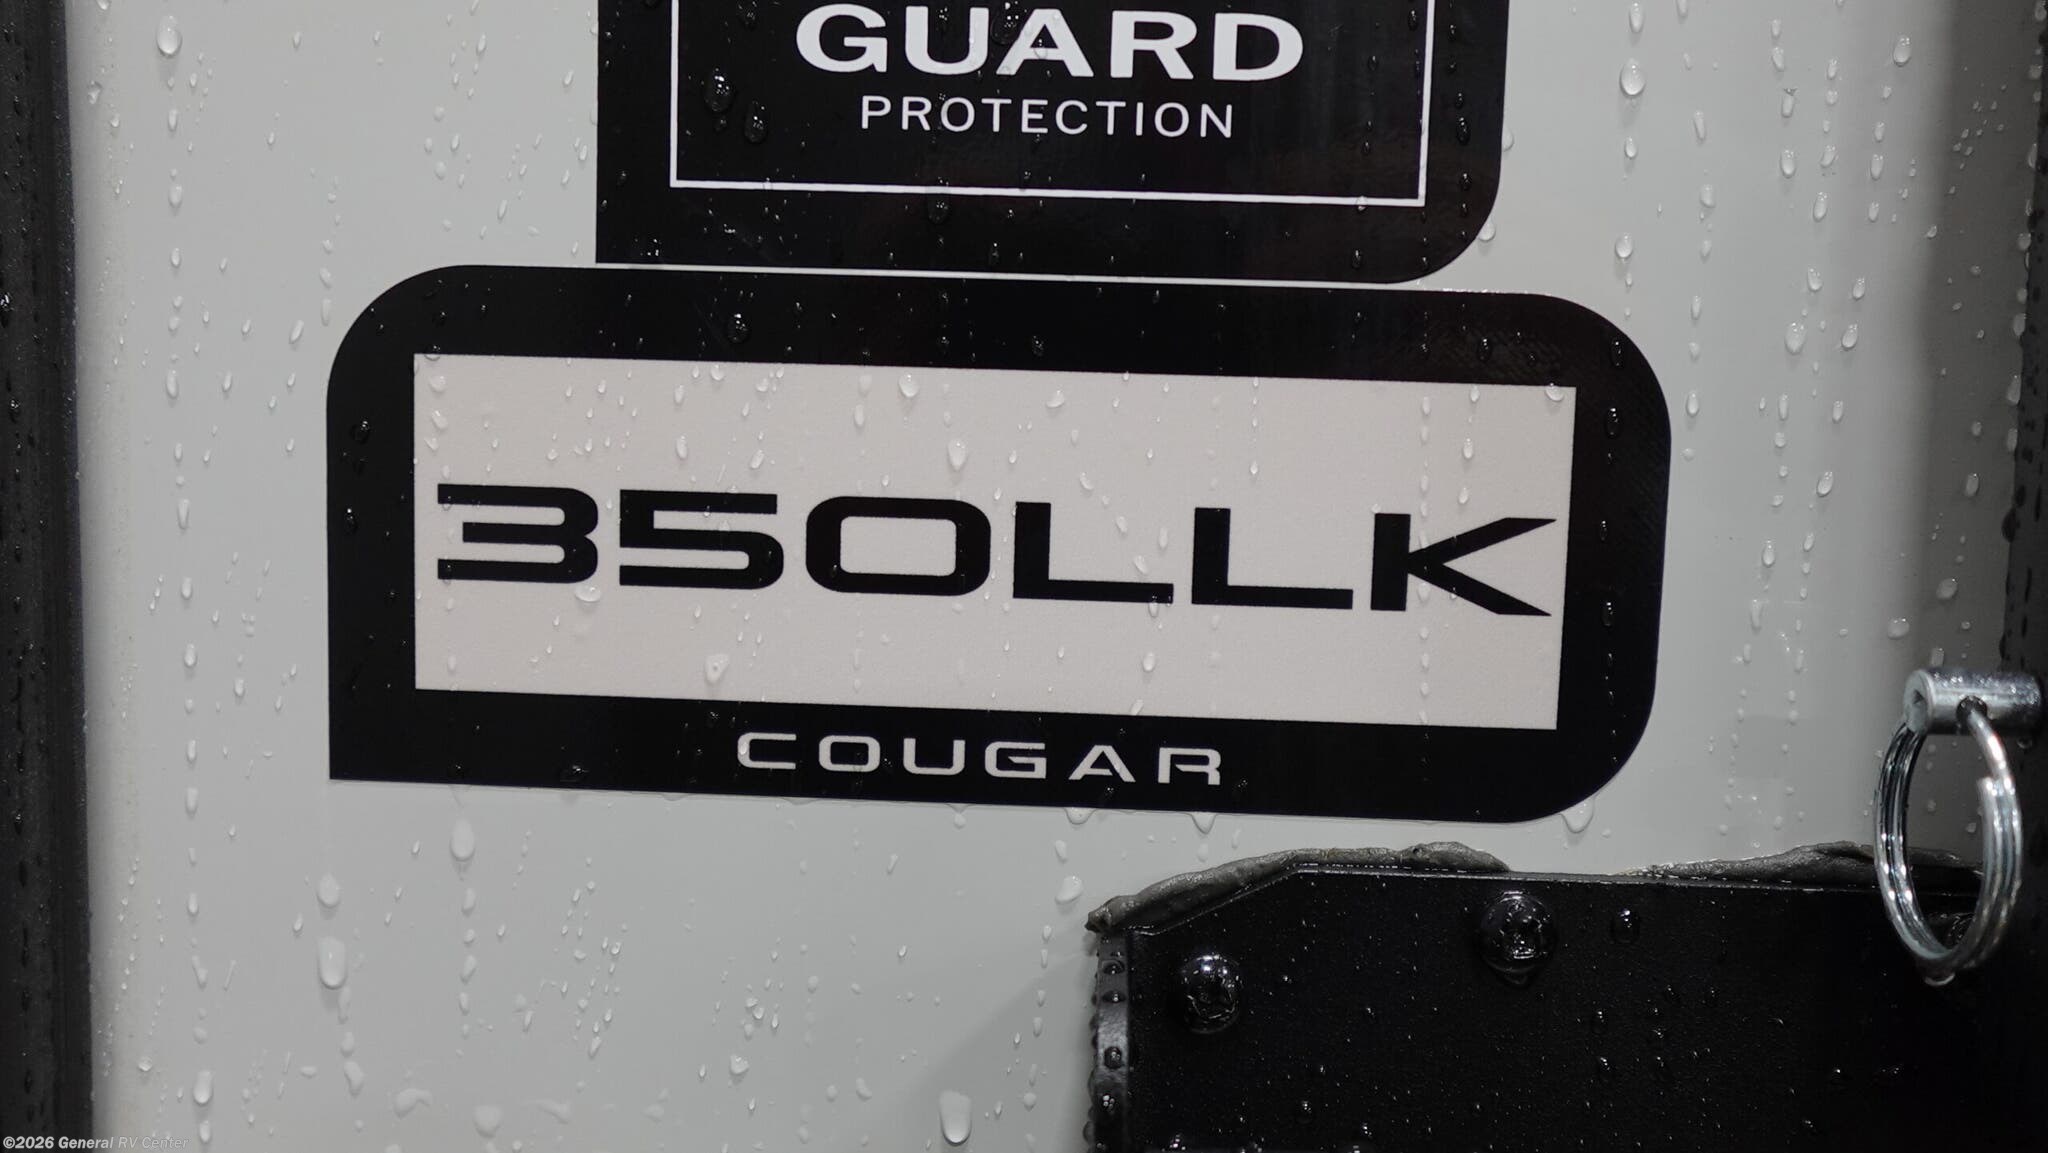 GUARD
PROTECTION
350LLK
COUGAR
©2026 General RV Center